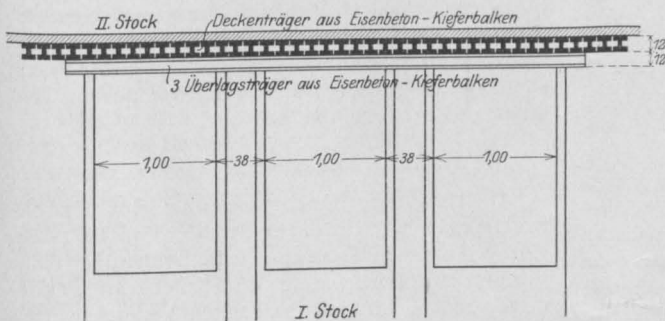 II. Stock
Deckenträger aus Eisenbeton-Kieferbalken
12
12
3 Überlagsträger aus Eisenbeton-Kieferbalken
1,00
38
1,00
38
1,00
I. Stock